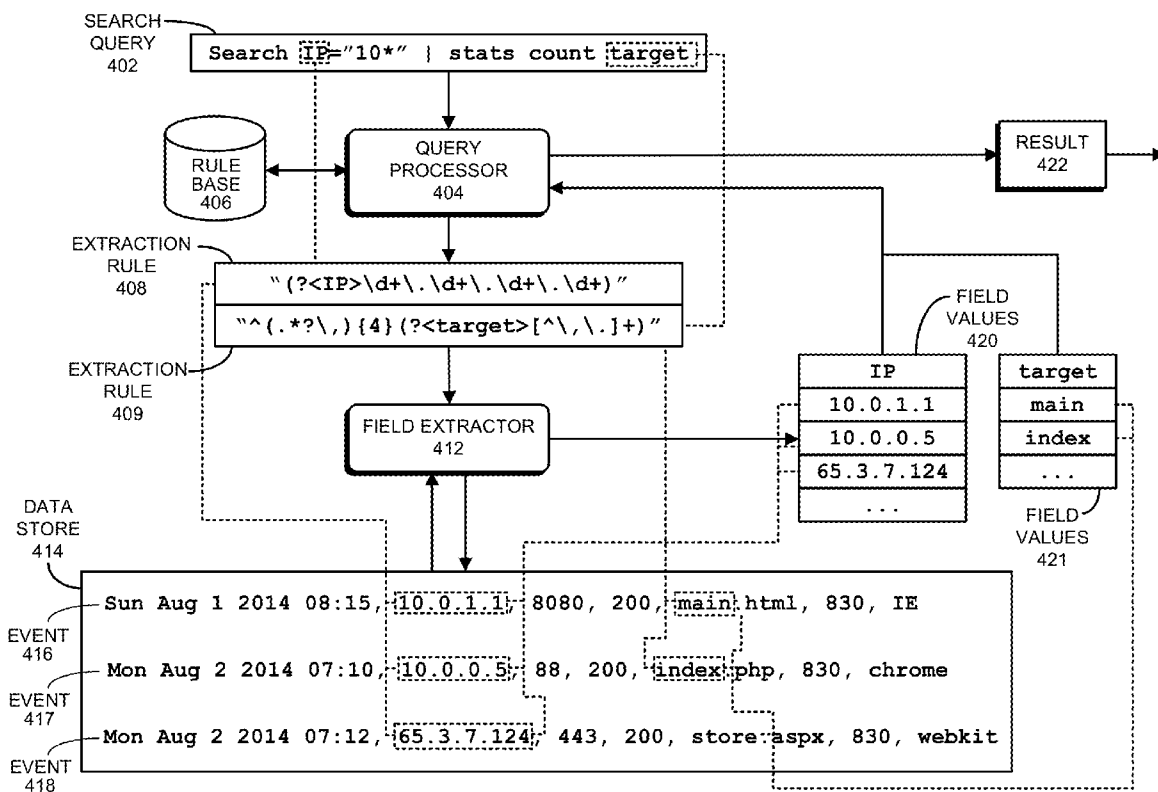 SEARCH
QUERY
402
Search IP="10*" | stats count target
RULE
BASE
406
QUERY
PROCESSOR
404
RESULT
422
EXTRACTION
RULE
408
"(?<IP>\d+\.\d+\.\d+\.\d+)"
"^(.*?\,){4}(?<target>[^\,\.]+)"
EXTRACTION
RULE
409
FIELD EXTRACTOR
412
FIELD
VALUES
420
IP
10.0.1.1
10.0.0.5
65.3.7.124
...
target
main
index
...
FIELD
VALUES
421
DATA
STORE
414
Sun Aug 1 2014 08:15, 10.0.1.1, 8080, 200, main.html, 830, IE
EVENT
416
Mon Aug 2 2014 07:10, 10.0.0.5, 88, 200, index.php, 830, chrome
EVENT
417
Mon Aug 2 2014 07:12, 65.3.7.124, 443, 200, store.aspx, 830, webkit
EVENT
418